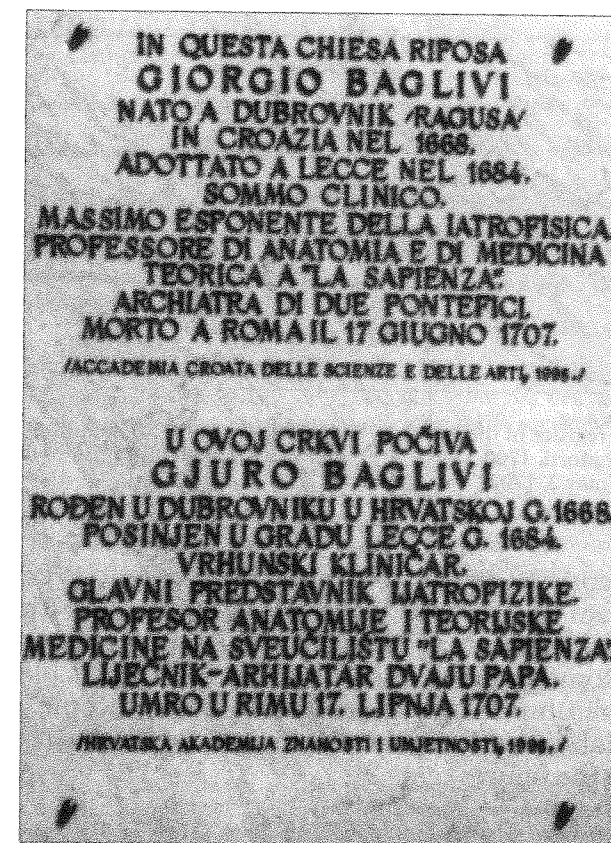 IN QUESTA CHIESA RIPOSA
GIORGIO BAGLIVI
NATO A DUBROVNIK /RAGUSA/
IN CROAZIA NEL 1668.
ADOTTATO A LECCE NEL 1684.
SOMMO CLINICO.
MASSIMO ESPONENTE DELLA IATROFISICA
PROFESSORE DI ANATOMIA E DI MEDICINA
TEORICA A "LA SAPIENZA".
ARCHIATRA DI DUE PONTEFICI.
MORTO A ROMA IL 17 GIUGNO 1707.
/ACCADEMIA CROATA DELLE SCIENZE E DELLE ARTI,
U OVOJ CRKVI POČIVA
GJURO BAGLIVI
ROĐEN U DUBROVNIKU U HRVATSKOJ G. 1668.
POSINJEN U GRADU LECCE G. 1684.
VRHUNSKI KLINIČAR.
GLAVNI PREDSTAVNIK IJATROFIZIKE.
PROFESOR ANATOMIJE I TEORIJSKE
MEDICINE NA SVEUČILIŠTU "LA SAPIENZA"
LIJEČNIK-ARHIJATAR DVAJU PAPA.
UMRO U RIMU 17. LIPNJA 1707.
/HRVATSKA AKADEMIJA ZNANOSTI I UMJETNOSTI,